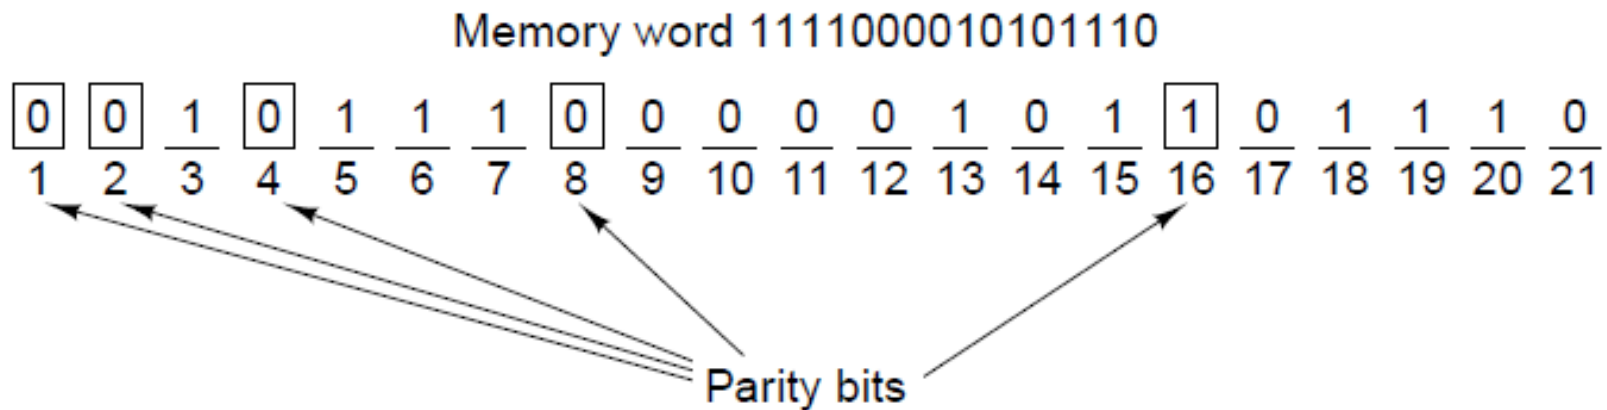 Memory word 1111000010101110
0 0 1 0 1 1 1 0 0 0 0 0 1 0 1 1 0 1 1 1 0
1 2 3 4 5 6 7 8 9 10 11 12 13 14 15 16 17 18 19 20 21
Parity bits